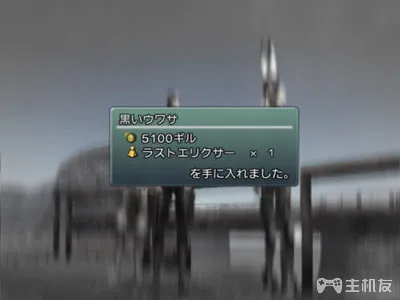 黒いウワサ
5100ギル
ラストエリクサー × 1
を手に入れました。
主机友